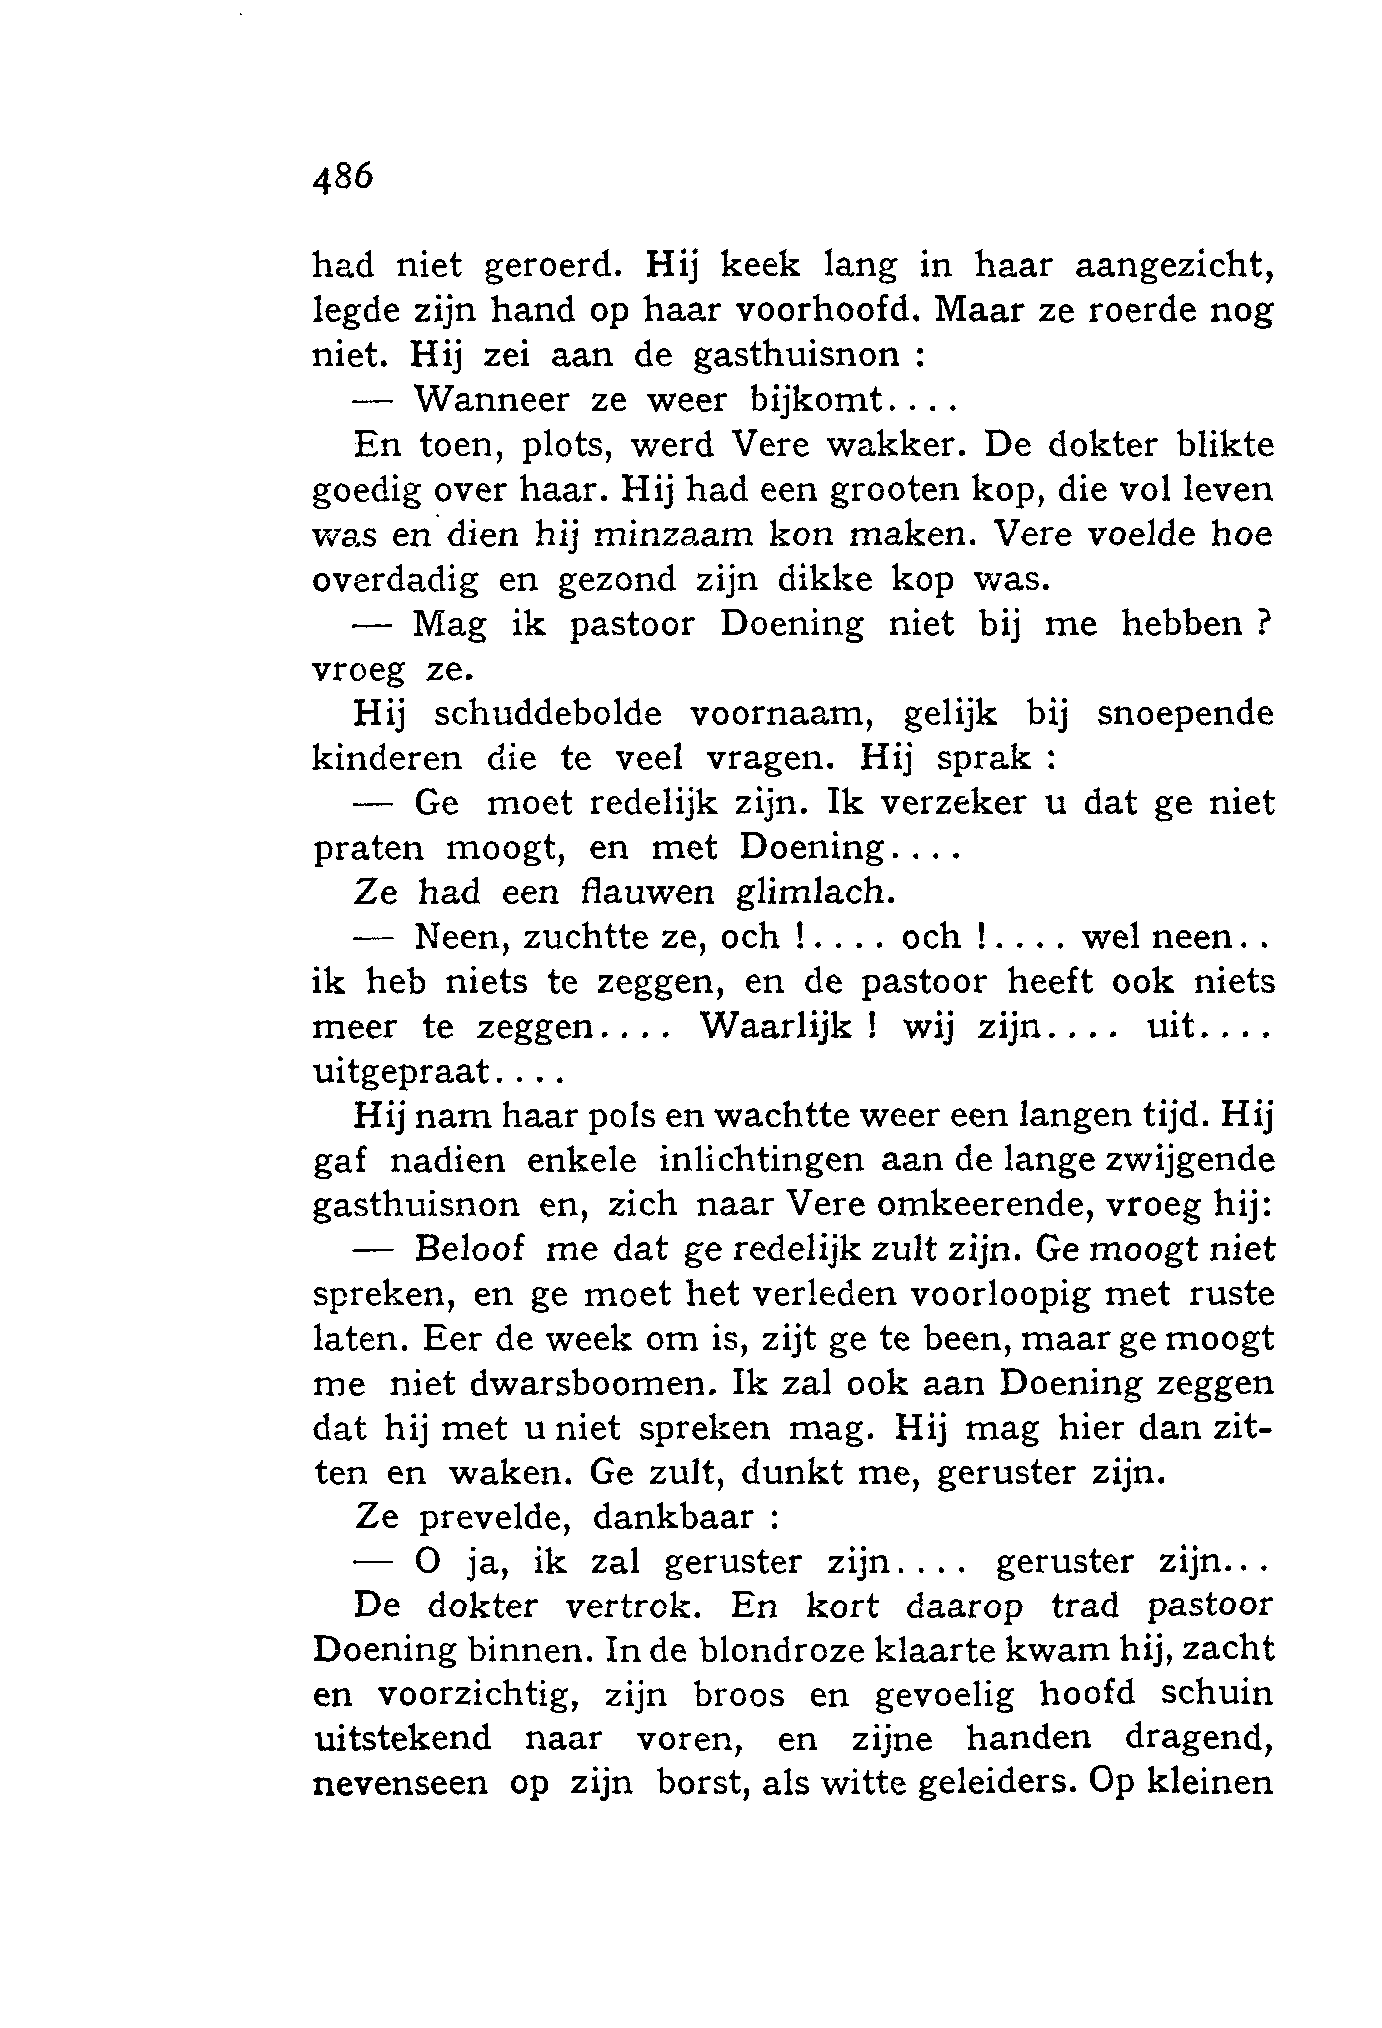 486
had niet geroerd. Hij keek lang in haar aangezicht,
legde zijn hand op haar voorhoofd. Maar ze roerde nog
niet. Hij zei aan de gasthuisnon :
— Wanneer ze weer bijkomt....
En toen, plots, werd Vere wakker. De dokter blikte
goedig over haar. Hij had een grooten kop, die vol leven
was en dien hij minzaam kon maken. Vere voelde hoe
overdadig en gezond zijn dikke kop was.
— Mag ik pastoor Doening niet bij me hebben ?
vroeg ze.
Hij schuddebolde voornaam, gelijk bij snoepende
kinderen die te veel vragen. Hij sprak :
— Ge moet redelijk zijn. Ik verzeker u dat ge niet
praten moogt, en met Doening....
Ze had een flauwen glimlach.
— Neen, zuchtte ze, och !.... och !.... wel neen..
ik heb niets te zeggen, en de pastoor heeft ook niets
meer te zeggen.... Waarlijk ! wij zijn.... uit....
uitgepraat....
Hij nam haar pols en wachtte weer een langen tijd. Hij
gaf nadien enkele inlichtingen aan de lange zwijgende
gasthuisnon en, zich naar Vere omkeerende, vroeg hij:
— Beloof me dat ge redelijk zult zijn. Ge moogt niet
spreken, en ge moet het verleden voorloopig met ruste
laten. Eer de week om is, zijt ge te been, maar ge moogt
me niet dwarsboomen. Ik zal ook aan Doening zeggen
dat hij met u niet spreken mag. Hij mag hier dan zit-
ten en waken. Ge zult, dunkt me, geruster zijn.
Ze prevelde, dankbaar :
— O ja, ik zal geruster zijn.... geruster zijn...
De dokter vertrok. En kort daarop trad pastoor
Doening binnen. In de blondroze klaarte kwam hij, zacht
en voorzichtig, zijn broos en gevoelig hoofd schuin
uitstekend naar voren, en zijne handen dragend,
nevenseen op zijn borst, als witte geleiders. Op kleinen